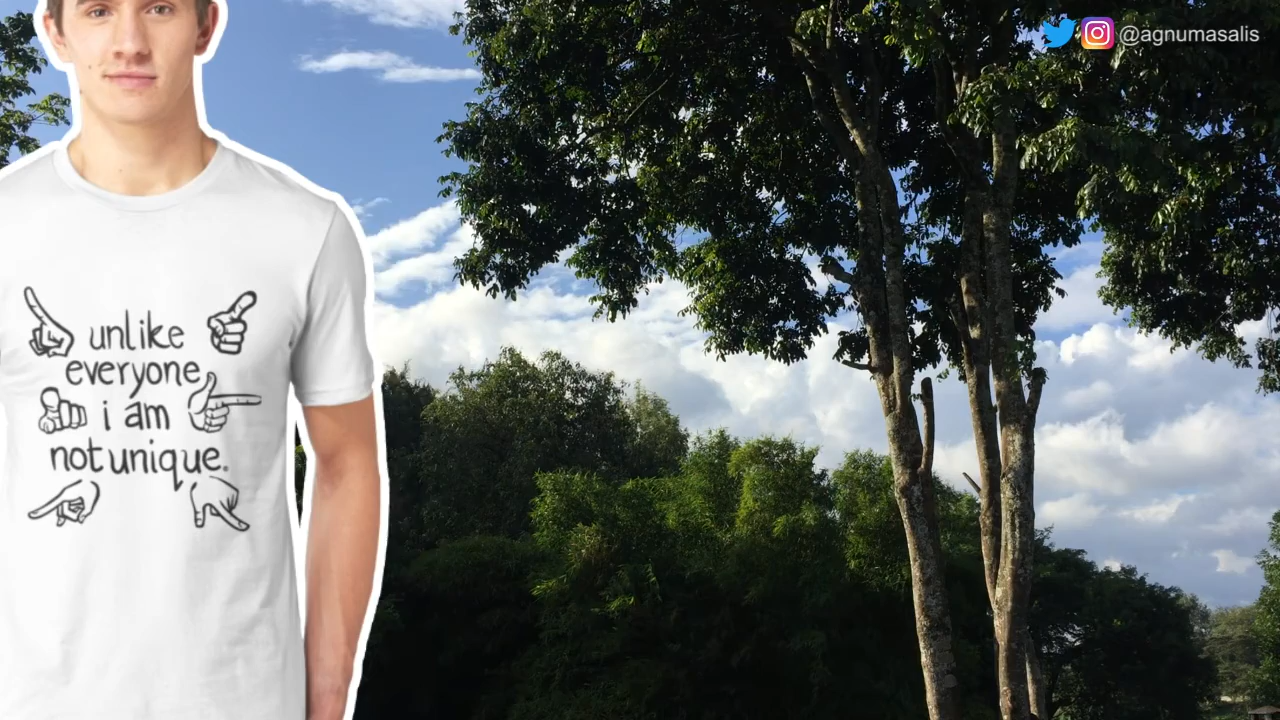 @agnumasalis
unlike
everyone
i am
not unique.